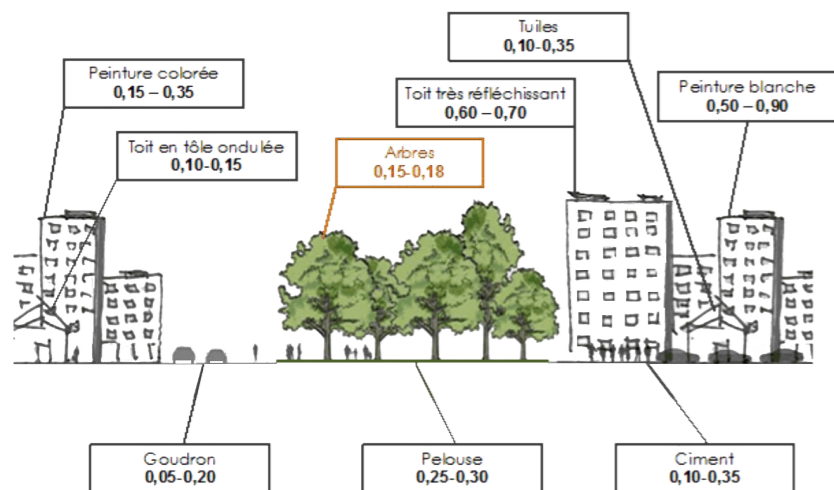 Tuiles
0,10-0,35
Peinture colorée
0,15 – 0,35
Toit très réfléchissant
0,60 – 0,70
Peinture blanche
0,50 – 0,90
Toit en tôle ondulée
0,10-0,15
Arbres
0,15-0,18
Goudron
0,05-0,20
Pelouse
0,25-0,30
Ciment
0,10-0,35